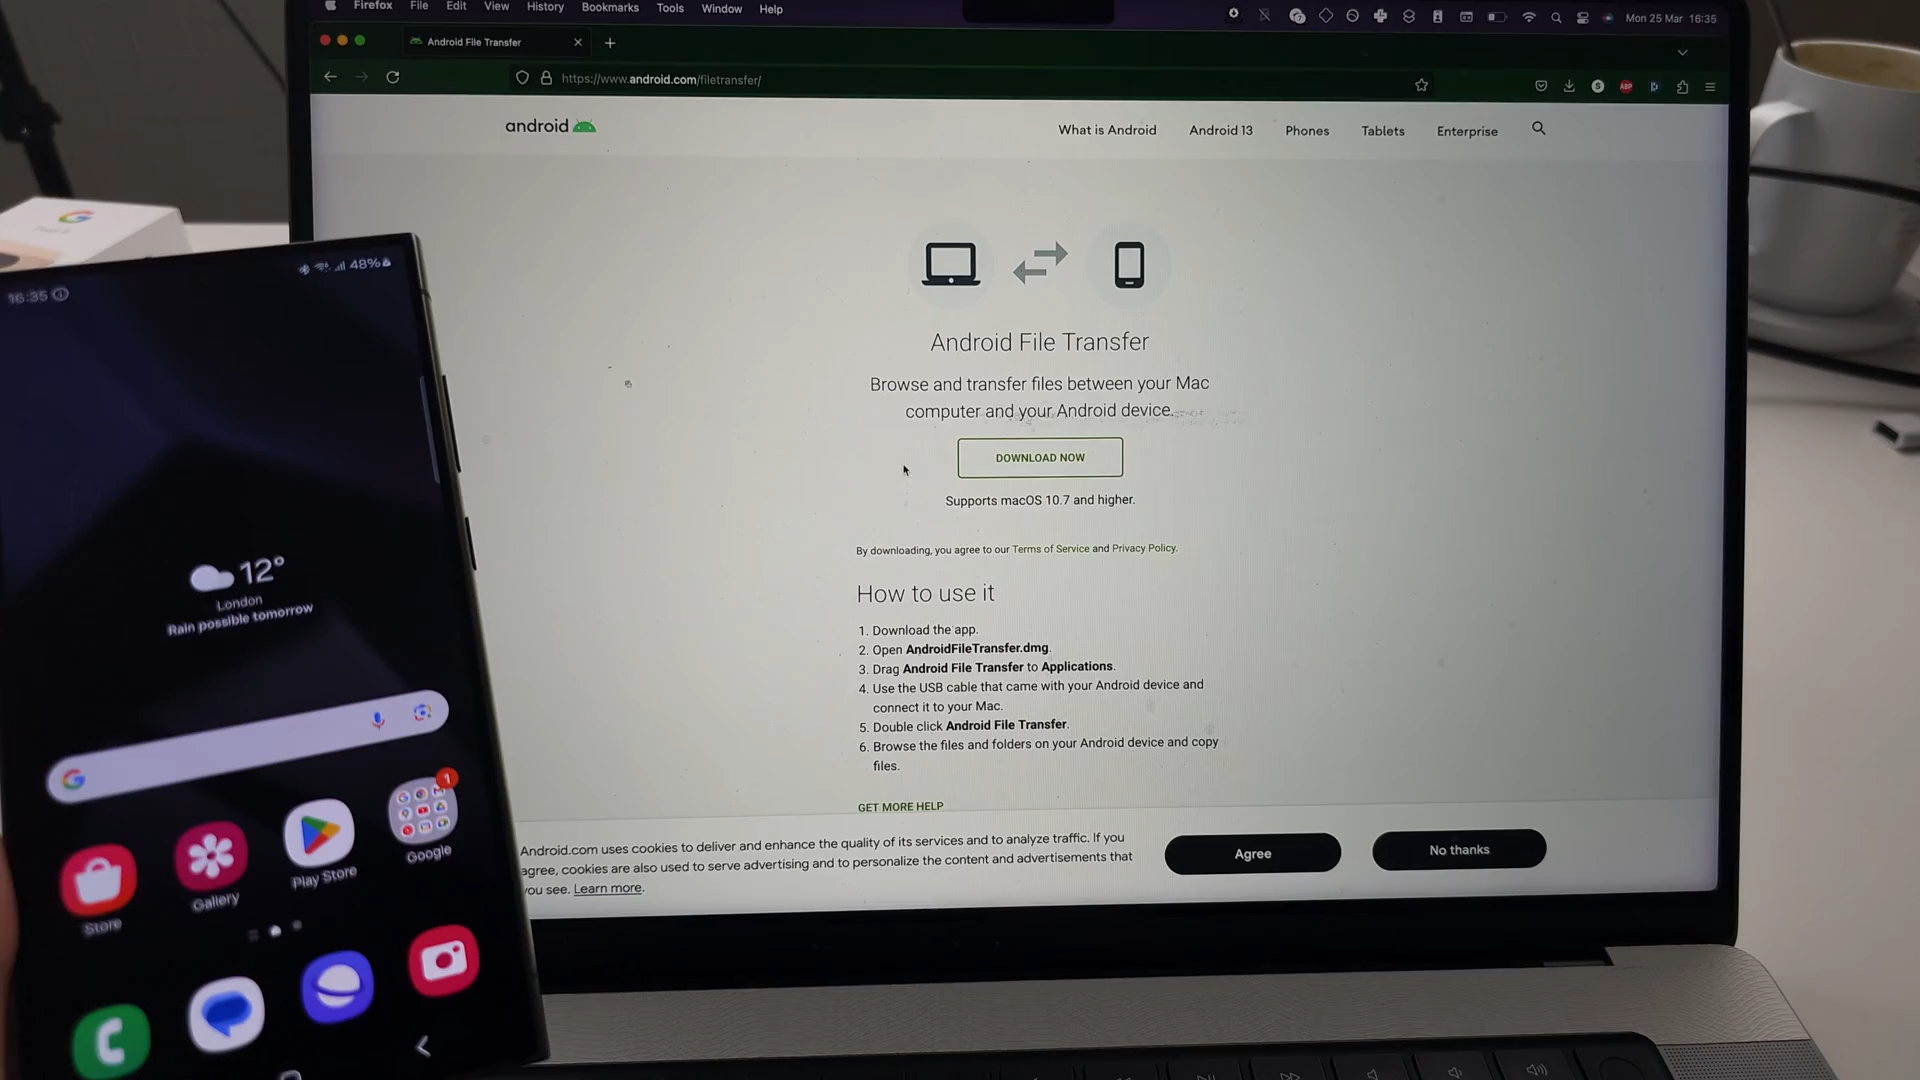 Firefox File Edit View History Bookmarks Tools Window Help
Mon 25 Mar 16:35
Android File Transfer
https://www.android.com/filetransfer/
ABP
android
What is Android Android 13 Phones Tablets Enterprise
Android File Transfer
Browse and transfer files between your Mac
computer and your Android device.
DOWNLOAD NOW
Supports macOS 10.7 and higher.
By downloading, you agree to our Terms of Service and Privacy Policy.
How to use it
1. Download the app.
2. Open AndroidFileTransfer.dmg.
3. Drag Android File Transfer to Applications.
4. Use the USB cable that came with your Android device and
connect it to your Mac.
5. Double click Android File Transfer.
6. Browse the files and folders on your Android device and copy
files.
GET MORE HELP
Android.com uses cookies to deliver and enhance the quality of its services and to analyze traffic. If you
agree, cookies are also used to serve advertising and to personalize the content and advertisements that
you see. Learn more.
Agree
No thanks
16:35
48%
12°
London
Rain possible tomorrow
G
1
Store
Gallery
Play Store
Google